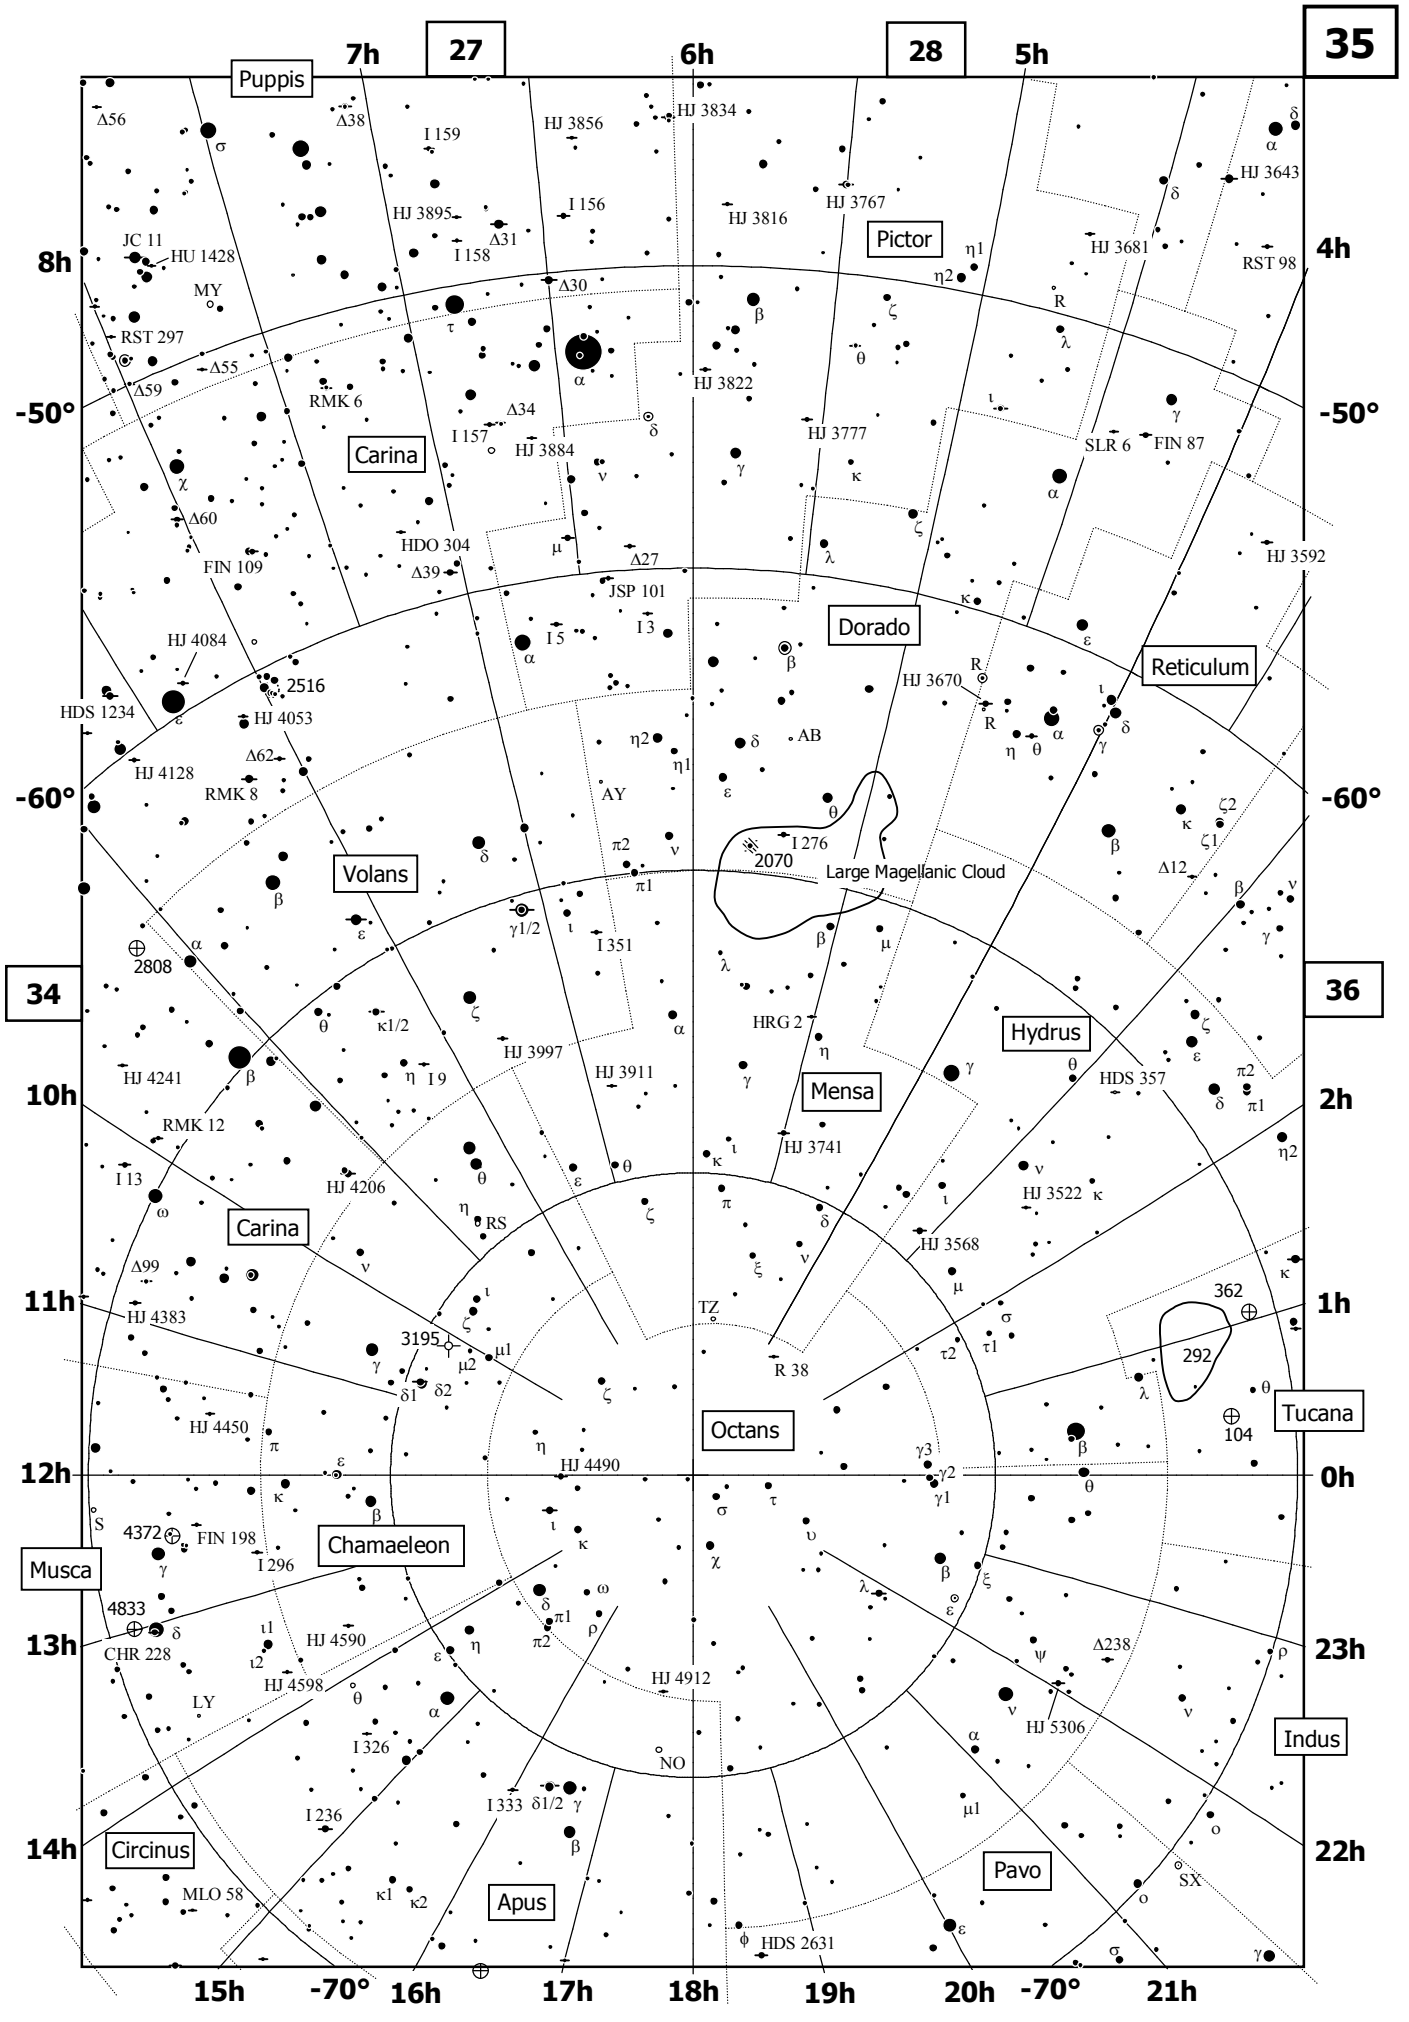 7h
27
6h
28
5h
35
Puppis
Δ56
Δ38
σ
I 159
HJ 3856
HJ 3834
δ
α
HJ 3643
HJ 3895
I 156
HJ 3767
δ
Δ31
HJ 3816
Pictor
JC 11
HU 1428
I 158
η1
HJ 3681
8h
4h
RST 98
η2
MY
Δ30
R
τ
β
ζ
RST 297
λ
θ
Δ55
α
HJ 3822
Δ59
RMK 6
-50°
Δ34
ι
γ
-50°
I 157
δ
HJ 3777
HJ 3884
SLR 6
FIN 87
Carina
ν
γ
κ
χ
α
Δ60
ζ
HDO 304
μ
Δ27
λ
HJ 3592
FIN 109
Δ39
JSP 101
κ
I 5
I 3
Dorado
ε
HJ 4084
α
β
R
Reticulum
2516
HJ 3670
ι
HDS 1234
ε
HJ 4053
R
α
δ
η2
δ
AB
η
θ
γ
Δ62
η1
HJ 4128
RMK 8
ε
-60°
AY
θ
ζ2
-60°
κ
ζ1
δ
ν
I 276
β
π2
2070
Δ12
Volans
π1
Large Magellanic Cloud
β
ν
β
γ1/2
ι
ε
I 351
β
μ
γ
α
2808
λ
34
36
θ
κ1/2
ζ
α
HRG 2
ζ
Hydrus
η
ε
β
HJ 3997
γ
γ
θ
HJ 4241
η
I 9
HJ 3911
HDS 357
π2
10h
Mensa
δ
π1
2h
RMK 12
HJ 3741
ι
η2
I 13
θ
κ
θ
ε
ν
HJ 4206
π
ι
HJ 3522
κ
ω
η
RS
ζ
δ
Carina
HJ 3568
ν
ξ
ν
Δ99
μ
κ
11h
ι
362
1h
HJ 4383
ζ
TZ
σ
3195
μ1
τ1
γ
μ2
τ2
292
R 38
δ1
δ2
ζ
λ
θ
HJ 4450
Octans
Tucana
π
η
β
104
γ3
12h
ε
HJ 4490
γ2
θ
0h
κ
σ
τ
γ1
S
β
ι
υ
4372
FIN 198
κ
χ
Chamaeleon
Musca
γ
I 296
β
ξ
λ
ω
ε
4833
δ
π1
ρ
13h
δ
ι1
HJ 4590
η
π2
Δ238
23h
CHR 228
ι2
ε
ψ
ρ
HJ 4598
θ
HJ 4912
LY
α
ν
ν
HJ 5306
I 326
NO
α
Indus
I 333
δ1/2
γ
I 236
μ1
ο
14h
β
22h
Circinus
Pavo
SX
MLO 58
κ1
κ2
Apus
ο
ε
ϕ
HDS 2631
σ
γ
15h
-70°
16h
17h
18h
19h
20h
-70°
21h